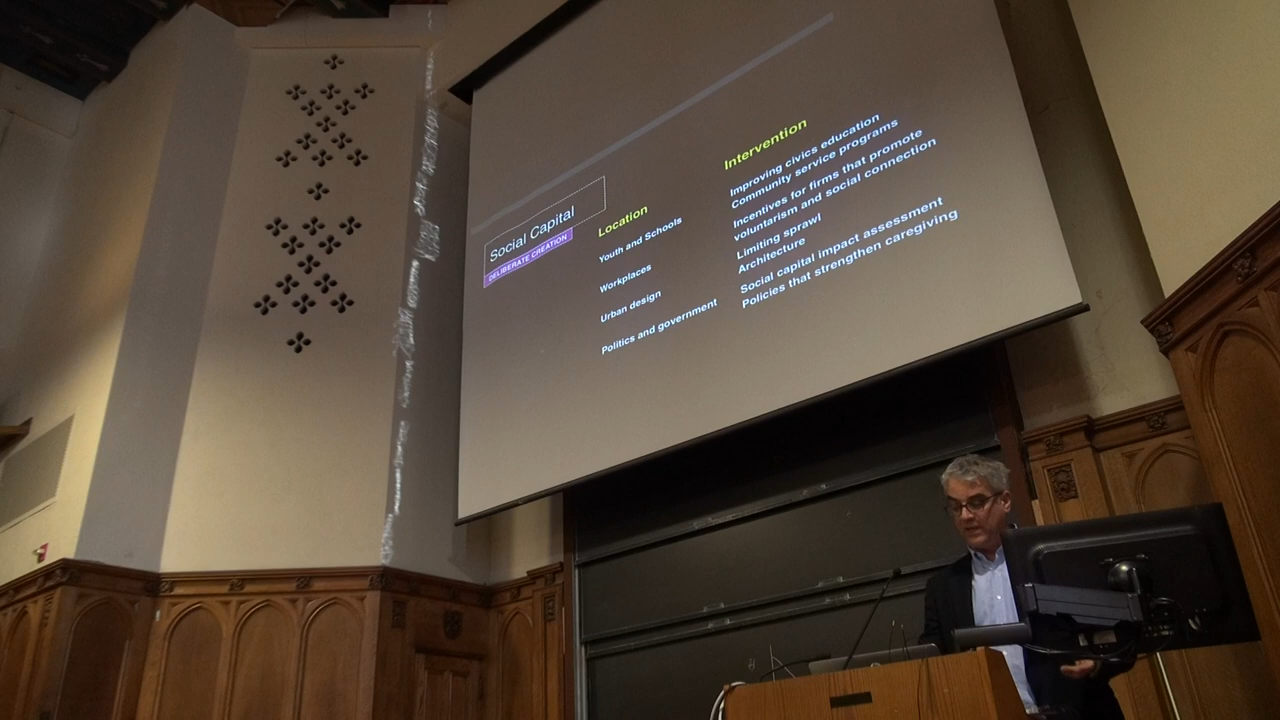 Social Capital
DELIBERATE CREATION
Location
Youth and Schools
Workplaces
Urban design
Politics and government
Intervention
Improving civics education
Community service programs
Incentives for firms that promote
voluntarism and social connection
Limiting sprawl
Architecture
Social capital impact assessment
Policies that strengthen caregiving